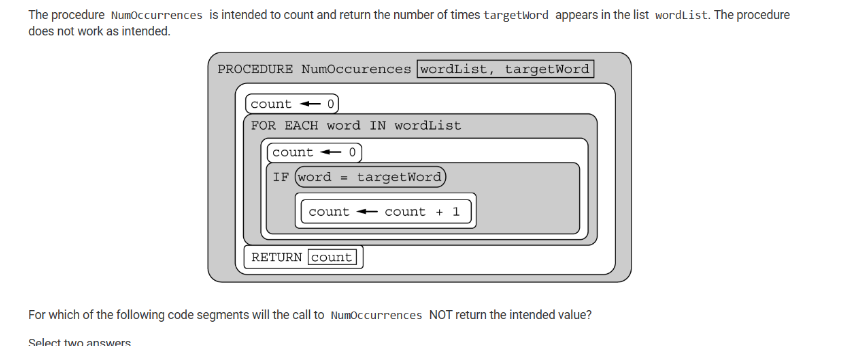 The procedure NumOccurrences is intended to count and return the number of times targetWord appears in the list wordList. The procedure
does not work as intended.
PROCEDURE NumOccurences wordList, targetWord
count ← 0
FOR EACH word IN wordList
count ← 0
IF word = targetWord
count ← count + 1
RETURN count
For which of the following code segments will the call to NumOccurrences NOT return the intended value?
Select two answers